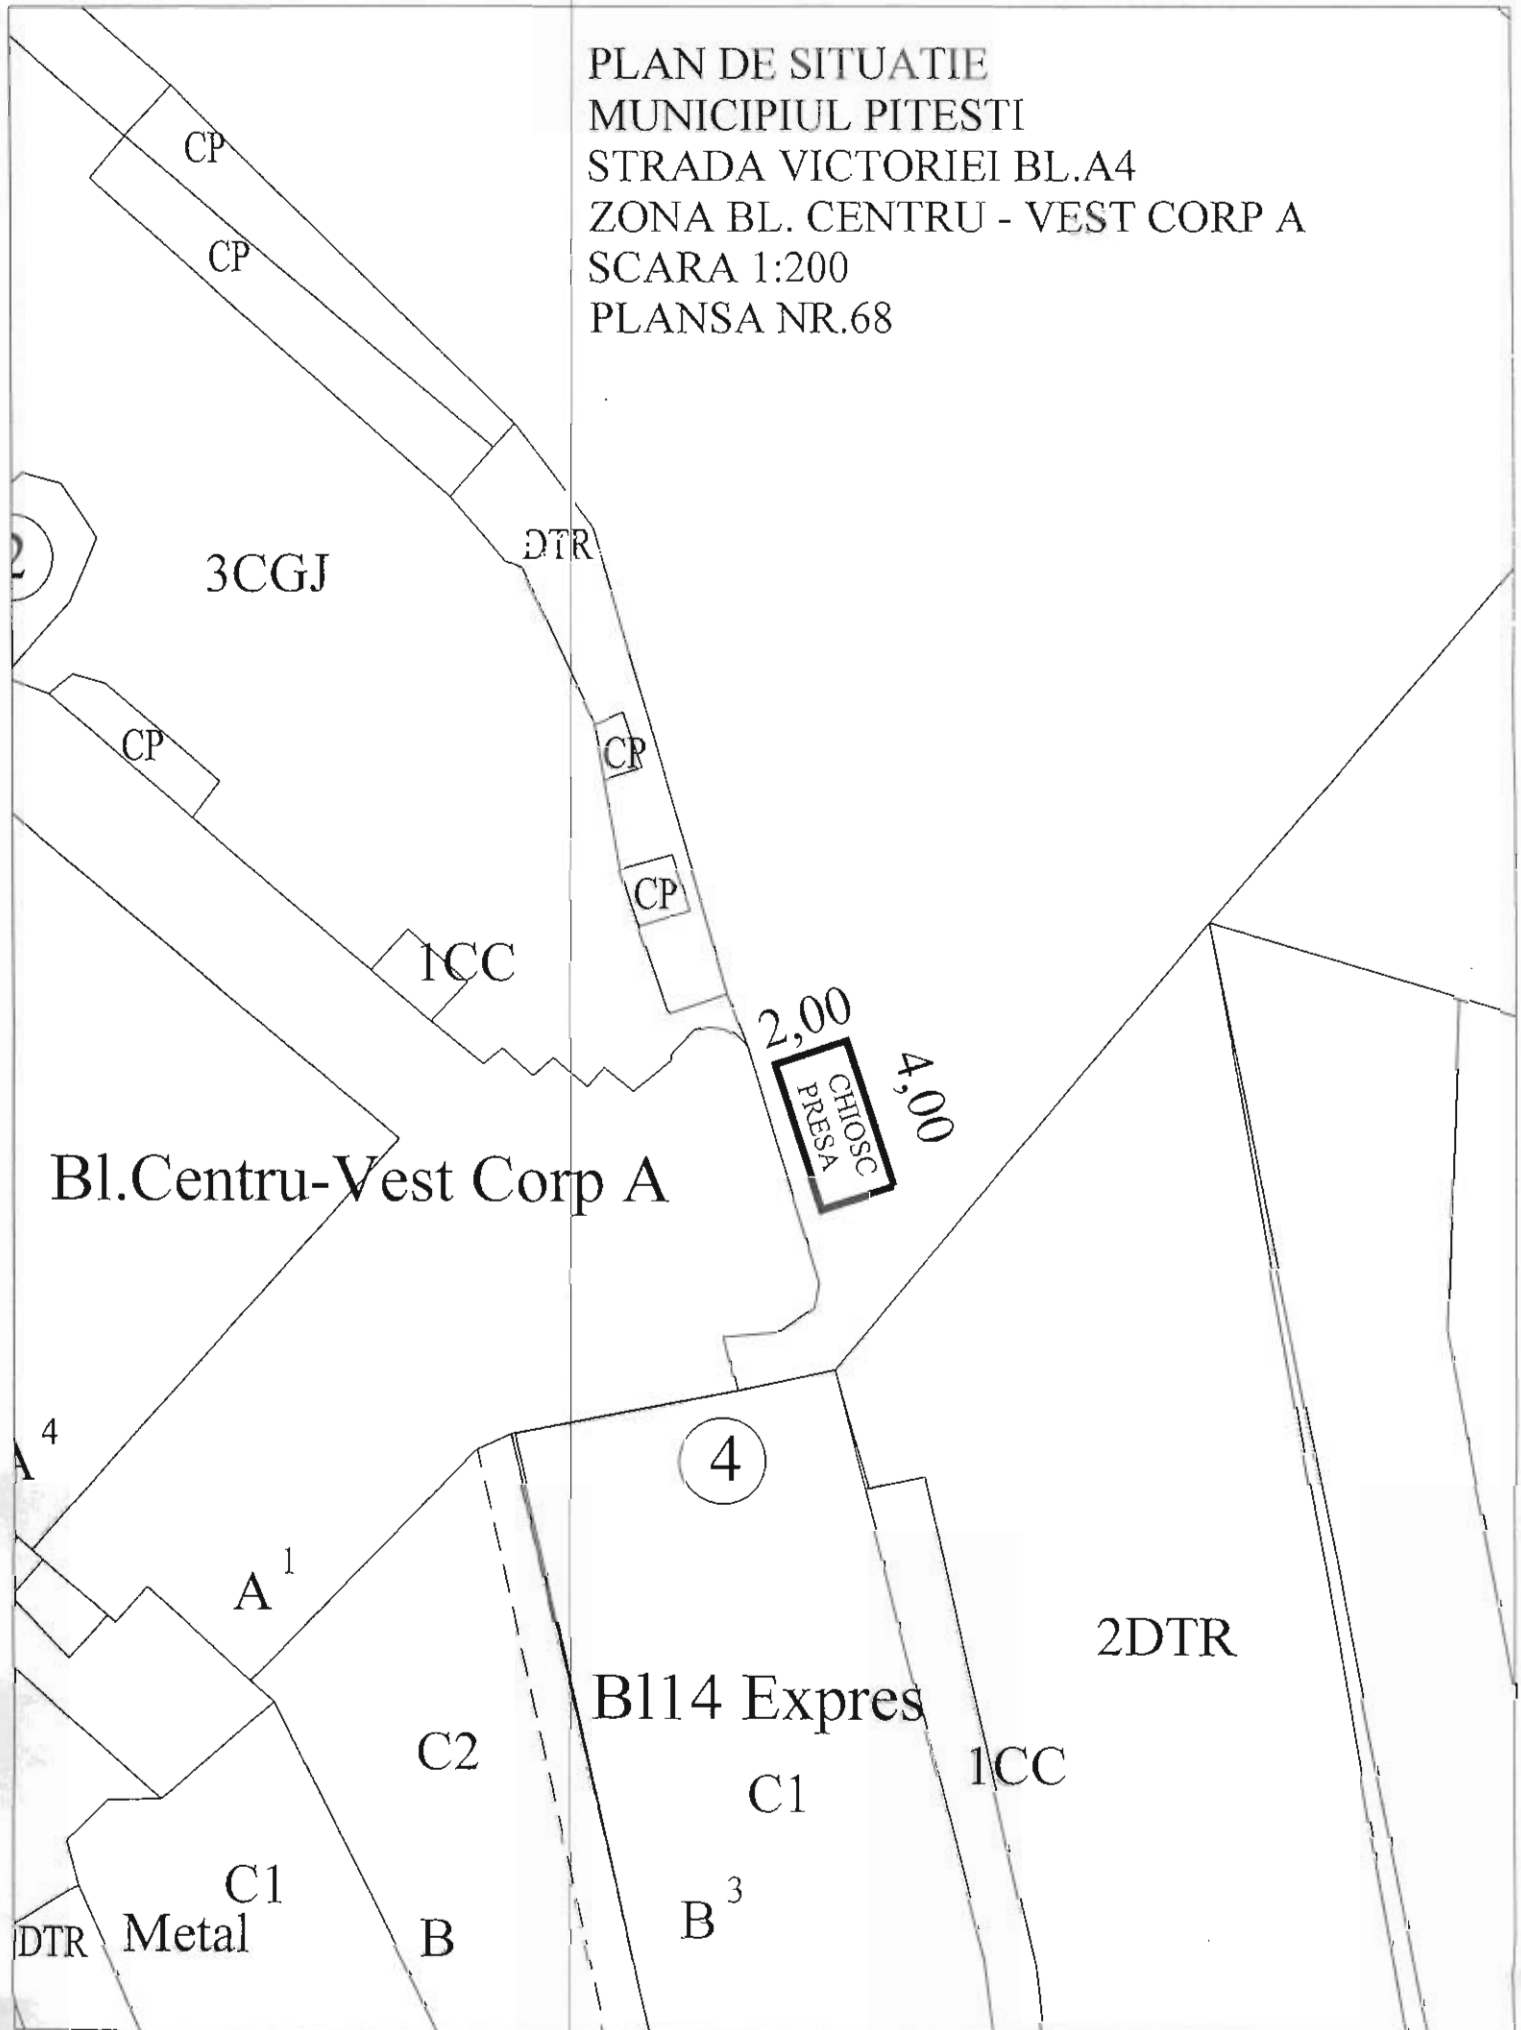 PLAN DE SITUATIE
MUNICIPIUL PITESTI
STRADA VICTORIEI BL.A4
ZONA BL. CENTRU - VEST CORP A
SCARA 1:200
PLANSA NR.68
CP
CP
DTR
2
3CGJ
CP
CP
CP
1CC
2,00
4,00
CHIOSC
PRESA
Bl.Centru-Vest Corp A
A 4
4
A 1
2DTR
Bl14 Expres
C2
1CC
C1
C1
B 3
DTR
Metal
B